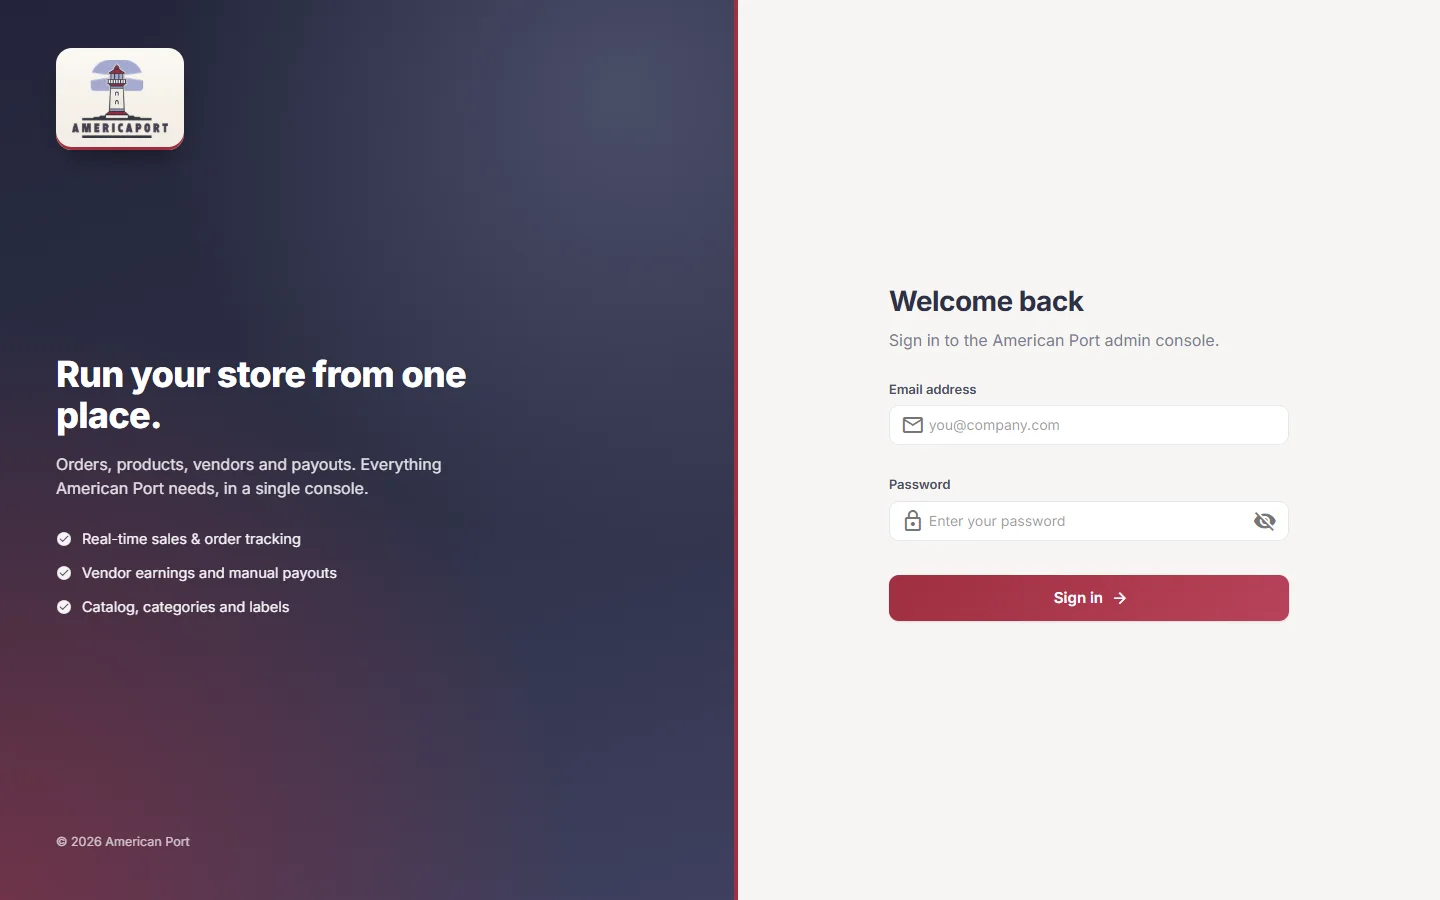 AMERICAPORT
Run your store from one
place.
Orders, products, vendors and payouts. Everything
American Port needs, in a single console.
Real-time sales & order tracking
Vendor earnings and manual payouts
Catalog, categories and labels
© 2026 American Port
Welcome back
Sign in to the American Port admin console.
Email address
you@company.com
Password
Enter your password
Sign in